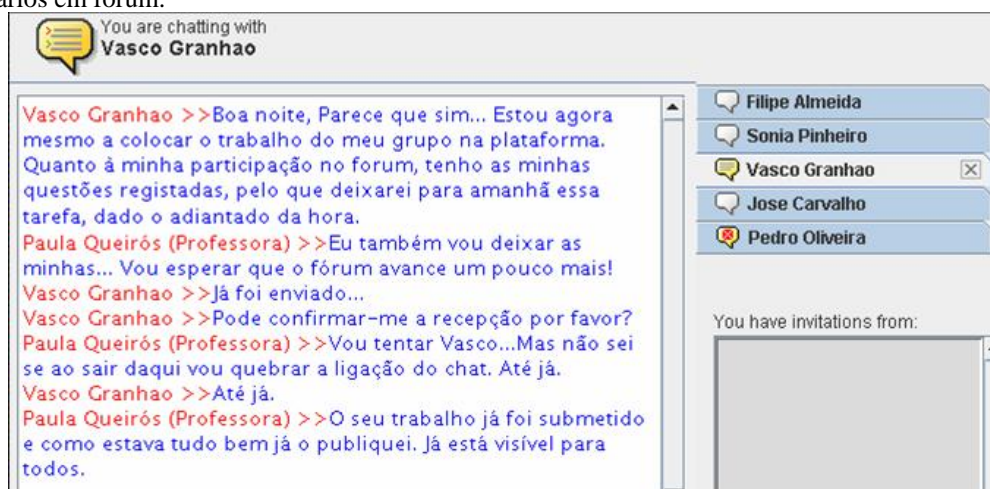 ários em fórum.
You are chatting with
Vasco Granhao
Vasco Granhao >>Boa noite, Parece que sim... Estou agora
mesmo a colocar o trabalho do meu grupo na plataforma.
Quanto à minha participação no forum, tenho as minhas
questões registadas, pelo que deixarei para amanhã essa
tarefa, dado o adiantado da hora.
Paula Queirós (Professora) >>Eu também vou deixar as
minhas... Vou esperar que o fórum avance um pouco mais!
Vasco Granhao >>Já foi enviado...
Vasco Granhao >>Pode confirmar-me a recepção por favor?
Paula Queirós (Professora) >>Vou tentar Vasco...Mas não sei
se ao sair daqui vou quebrar a ligação do chat. Até já.
Vasco Granhao >>Até já.
Paula Queirós (Professora) >>O seu trabalho já foi submetido
e como estava tudo bem já o publiquei. Já está visível para
todos.
Filipe Almeida
Sonia Pinheiro
Vasco Granhao
Jose Carvalho
Pedro Oliveira
You have invitations from: